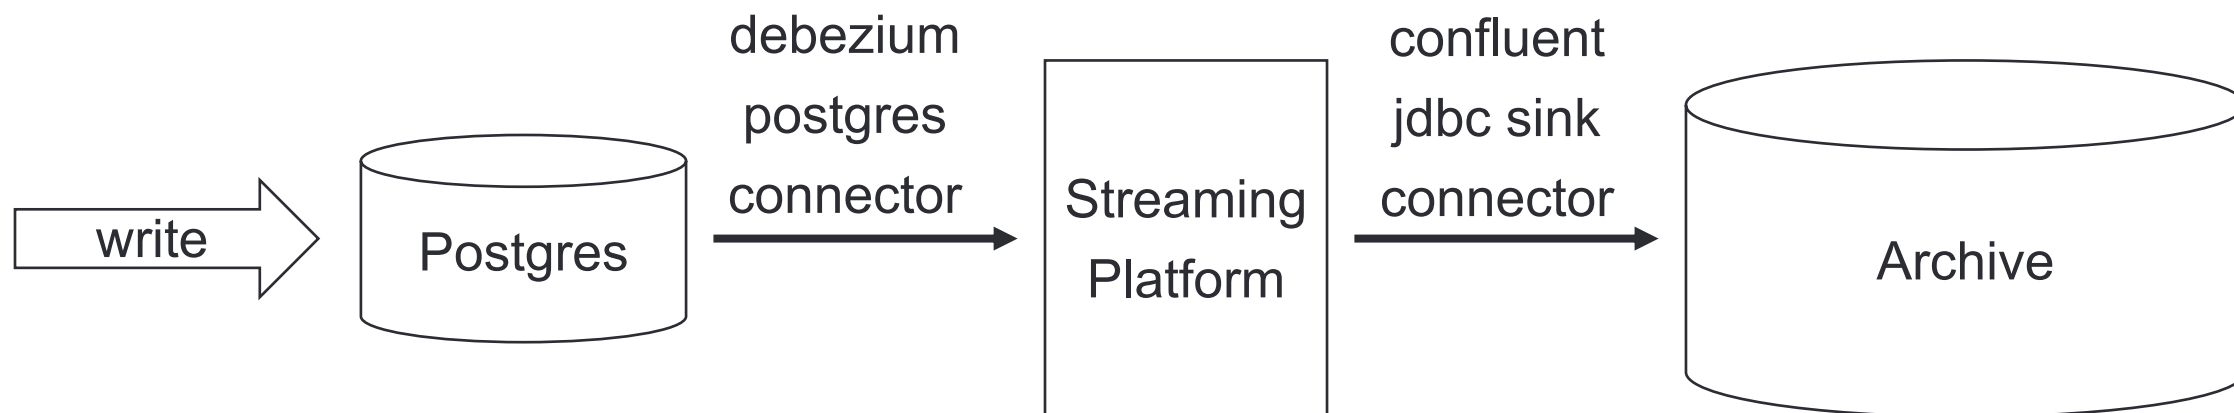 write
Postgres
debezium
postgres
connector
Streaming
Platform
confluent
jdbc sink
connector
Archive